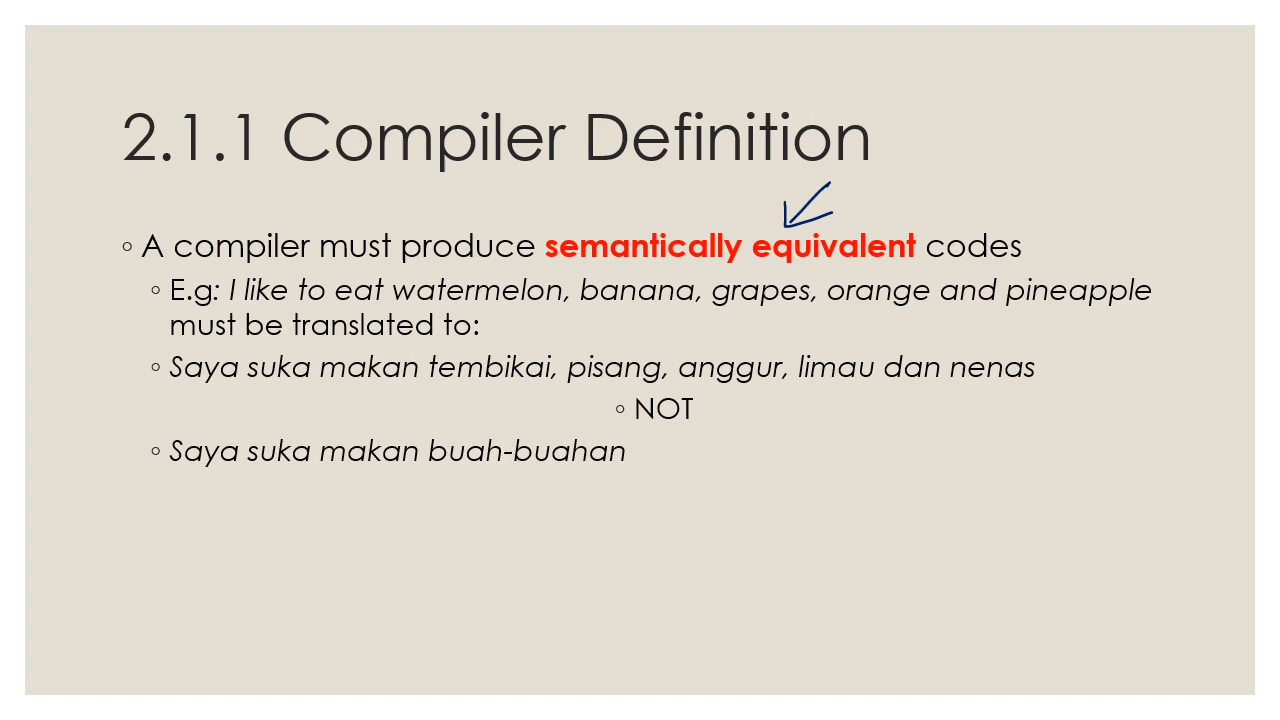 2.1.1 Compiler Definition
◦ A compiler must produce semantically equivalent codes
◦ E.g: I like to eat watermelon, banana, grapes, orange and pineapple
must be translated to:
◦ Saya suka makan tembikai, pisang, anggur, limau dan nenas
◦ NOT
◦ Saya suka makan buah-buahan